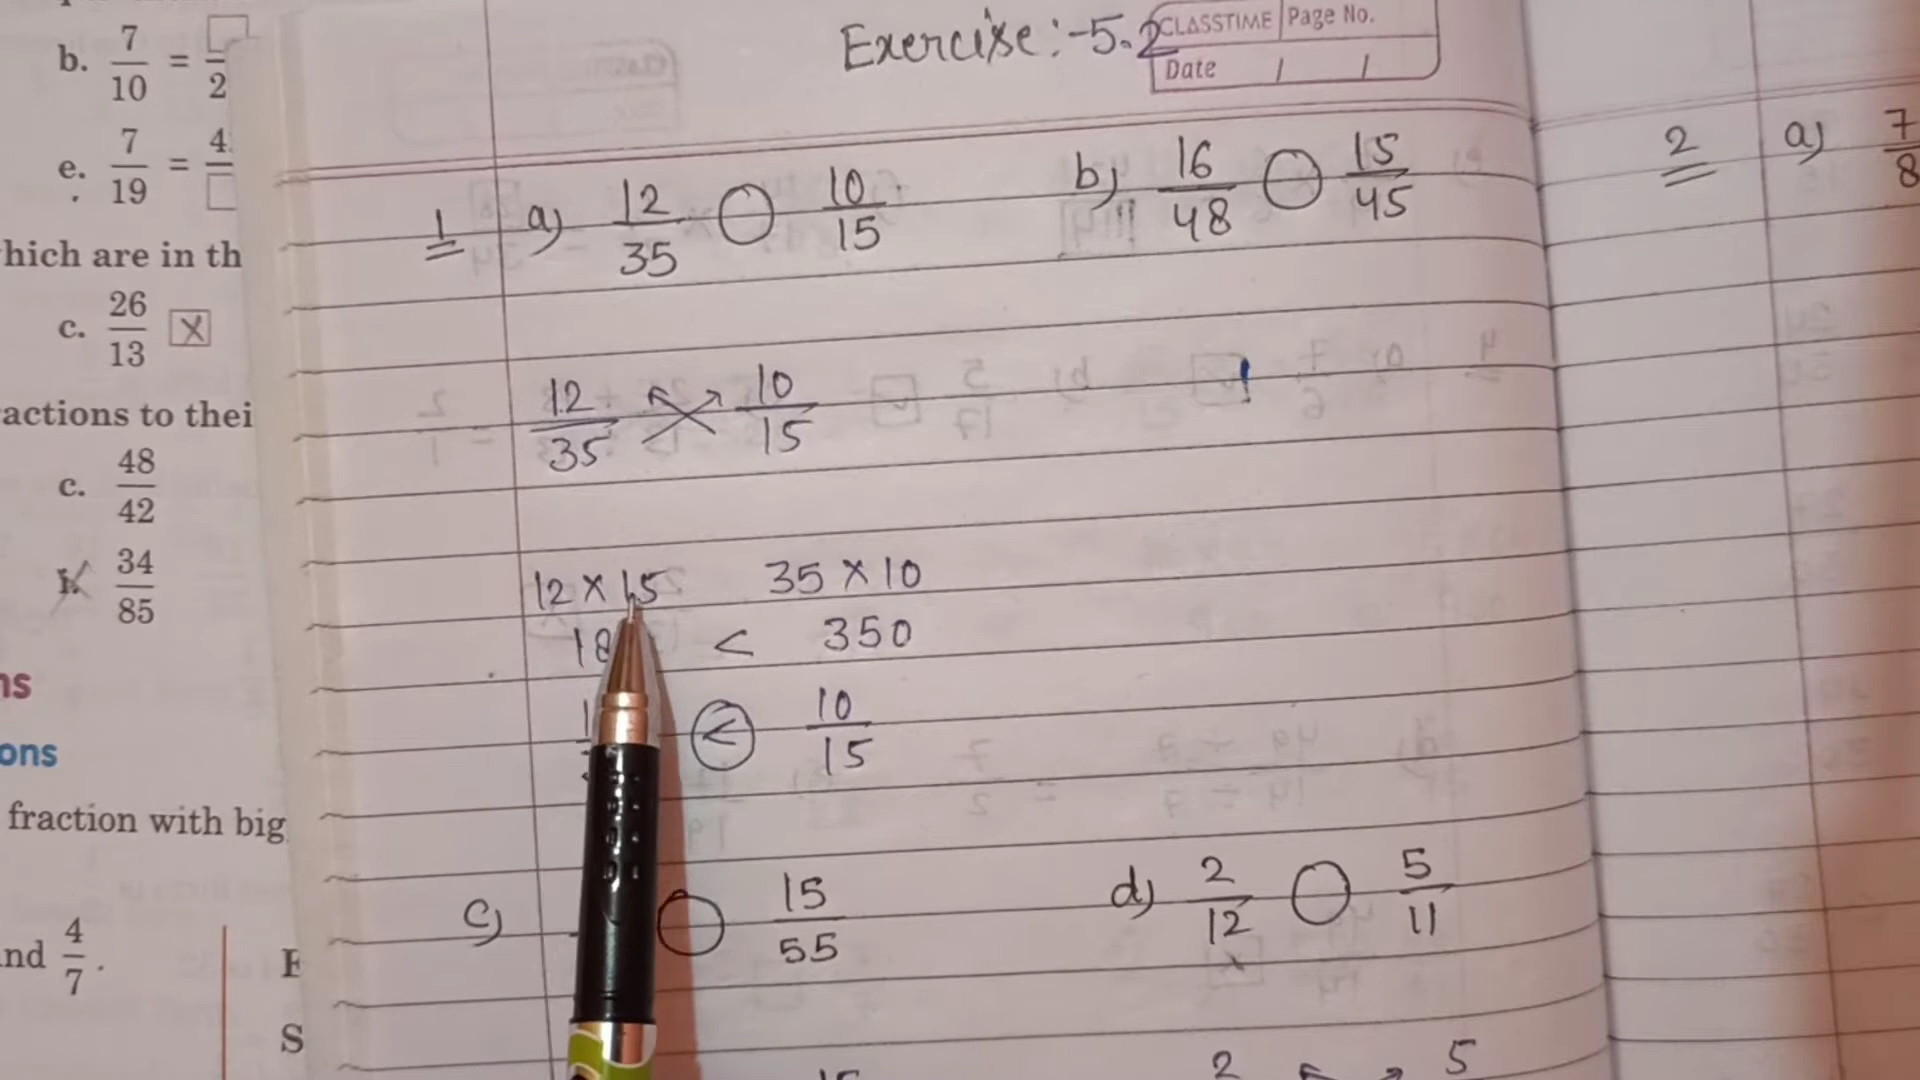 b. 7/10 = /2
e. 7/19 = 4/
hich are in th
c. 26/13 X
actions to thei
c. 48/42
34/85
ns
ons
fraction with big
nd 4/7 .
E
S
Exercise :- 5.2
CLASSTIME Page No.
Date / /
1 a) 12/35 ○ 10/15 b) 16/48 ○ 15/45
12/35 10/15
12 × 15 35 × 10
18 < 350
< 10/15
c) ○ 15/55 d) 2/12 ○ 5/11
2 5
2 a) 7/8